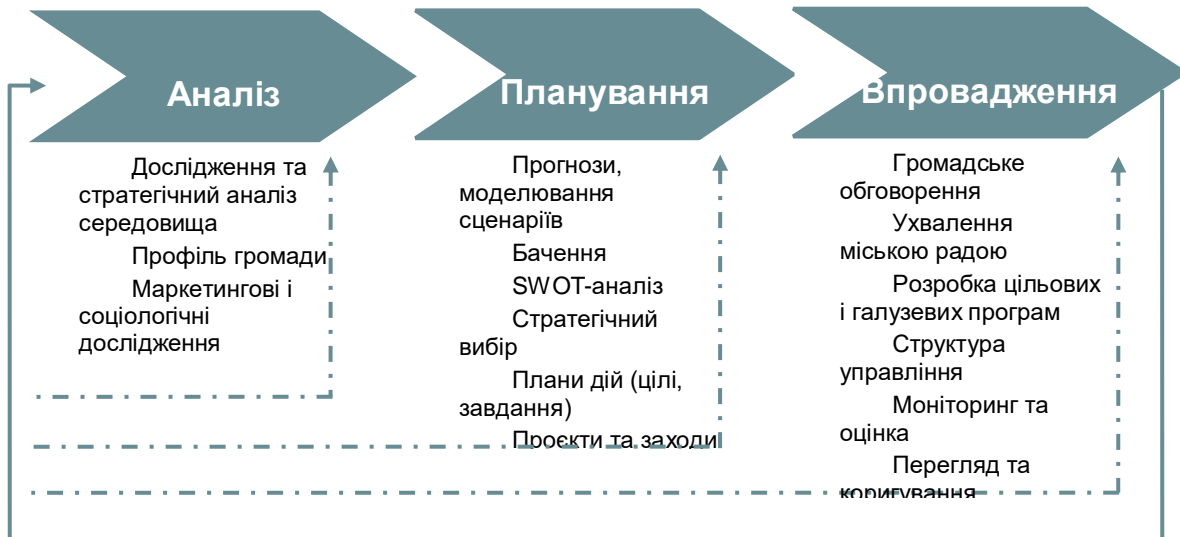 Аналіз
Дослідження та
стратегічний аналіз
середовища
Профіль громади
Маркетингові і
соціологічні
дослідження
Планування
Прогнози,
моделювання
сценаріїв
Бачення
SWOT-аналіз
Стратегічний
вибір
Плани дій (цілі,
завдання)
Проєкти та заходи
Впровадження
Громадське
обговорення
Ухвалення
міською радою
Розробка цільових
і галузевих програм
Структура
управління
Моніторинг та
оцінка
Перегляд та
коригування